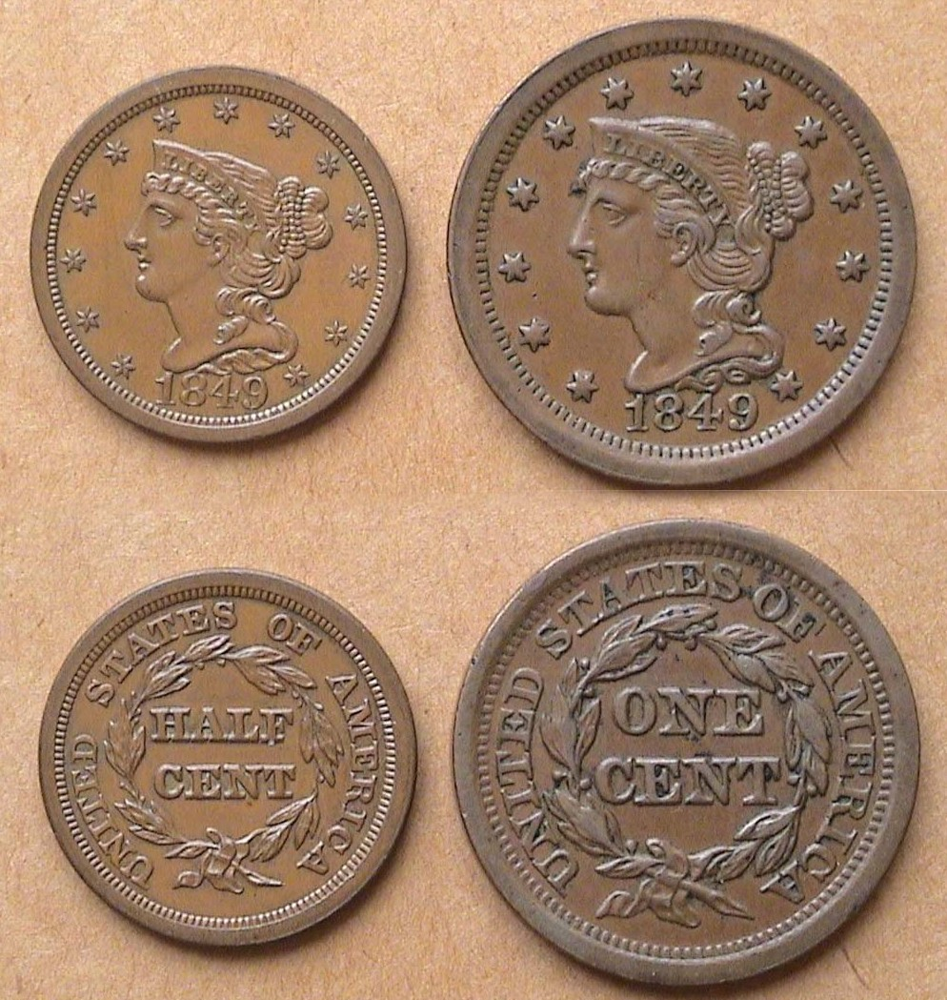 LIBERTY
1849
LIBERTY
1849
UNITED STATES OF AMERICA
HALF
CENT
UNITED STATES OF AMERICA
ONE
CENT